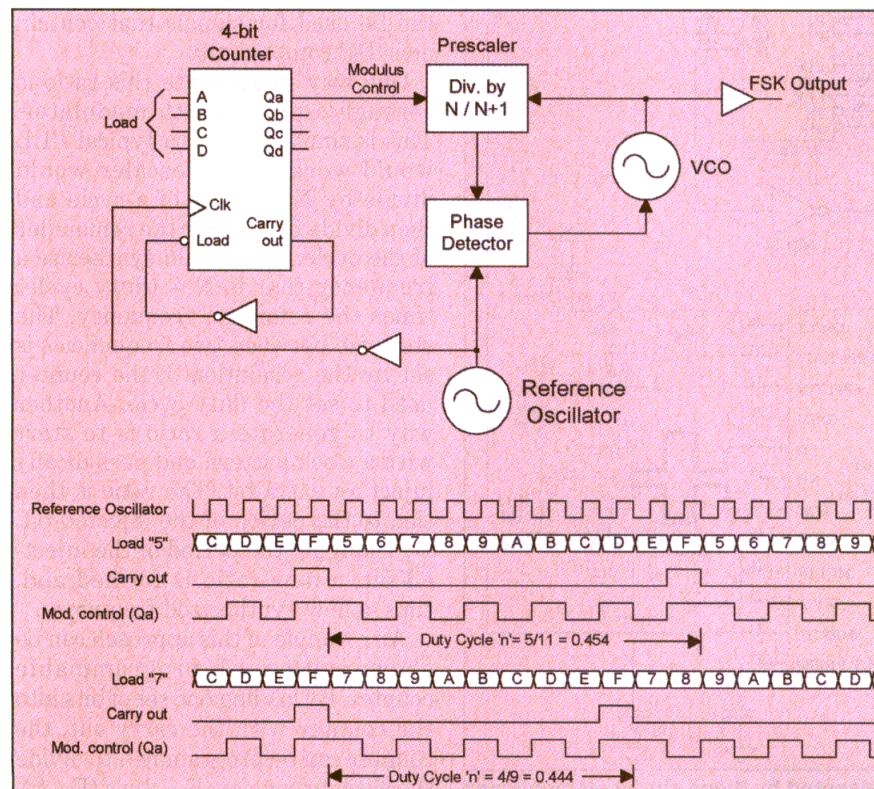 4-bit
Counter
Load
A
B
C
D
Qa
Qb
Qc
Qd
Clk
Load
Carry
out
Modulus
Control
Prescaler
Div. by
N / N+1
Phase
Detector
VCO
FSK Output
Reference
Oscillator
Reference Oscillator
Load "5" C D E F 5 6 7 8 9 A B C D E F 5 6 7 8 9
Carry out
Mod. control (Qa)
Duty Cycle 'n'= 5/11 = 0.454
Load "7" C D E F 7 8 9 A B C D E F 7 8 9 A B C D
Carry out
Mod. control (Qa)
Duty Cycle 'n' = 4/9 = 0.444